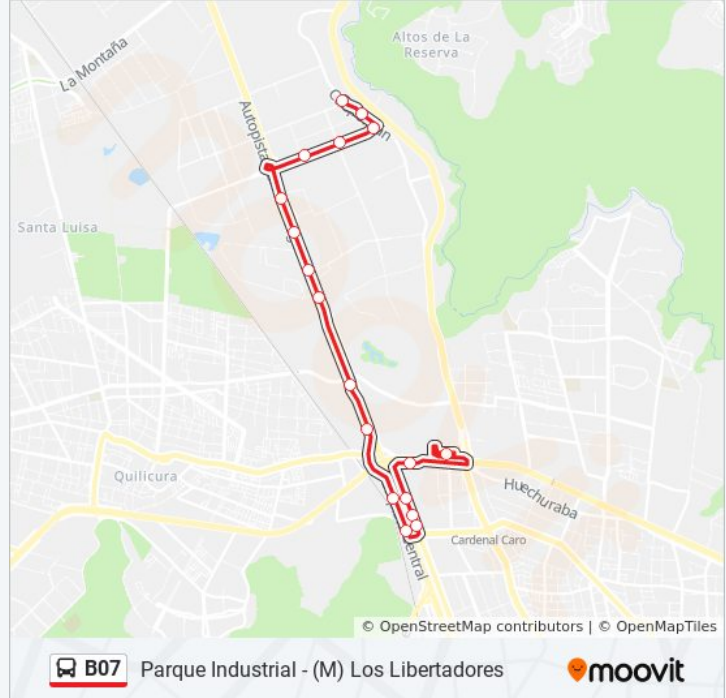 Altos de La
Reserva
La Montaña
Autopista
Santa Luisa
Quilicura
Huechuraba
Cardenal Caro
entral
© OpenStreetMap contributors | © OpenMapTiles
B07 Parque Industrial - (M) Los Libertadores
moovit